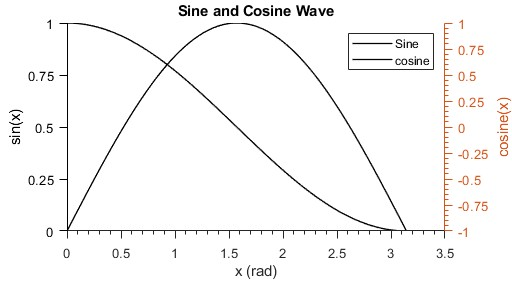 Sine and Cosine Wave
1
0.75
0.5
0.25
0
sin(x)
Sine
cosine
1
0.75
0.5
0.25
0
-0.25
-0.5
-0.75
-1
cosine(x)
0 0.5 1 1.5 2 2.5 3 3.5
x (rad)